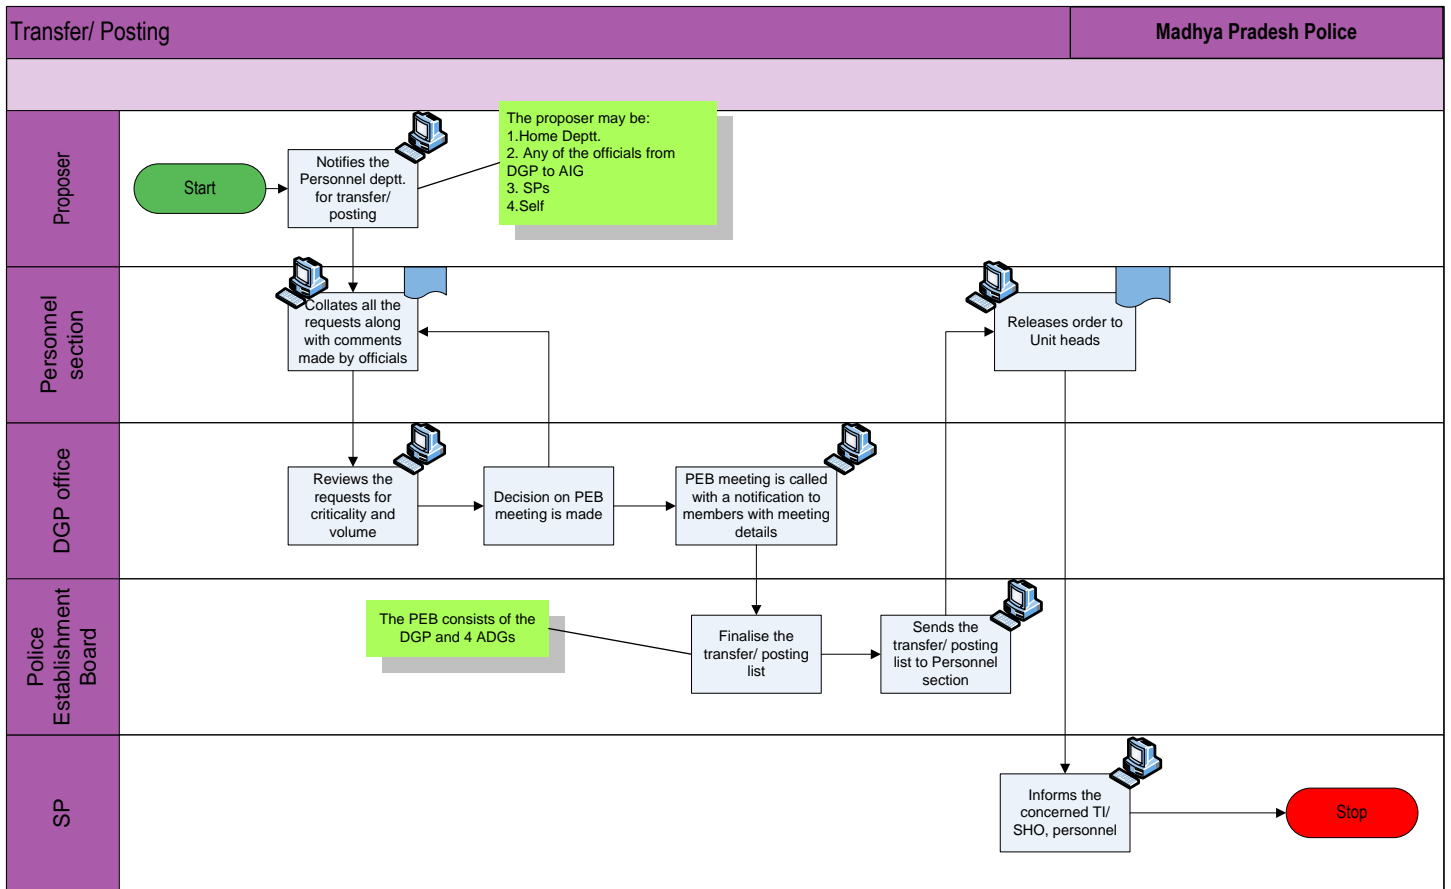 Transfer/ Posting
Madhya Pradesh Police
Proposer
Start
Notifies the
Personnel deptt.
for transfer/
posting
The proposer may be:
1.Home Deptt.
2. Any of the officials from
DGP to AIG
3. SPs
4.Self
Personnel
section
Collates all the
requests along
with comments
made by officials
Releases order to
Unit heads
DGP office
Reviews the
requests for
criticality and
volume
Decision on PEB
meeting is made
PEB meeting is called
with a notification to
members with meeting
details
Police
Establishment
Board
The PEB consists of the
DGP and 4 ADGs
Finalise the
transfer/ posting
list
Sends the
transfer/ posting
list to Personnel
section
SP
Informs the
concerned TI/
SHO, personnel
Stop